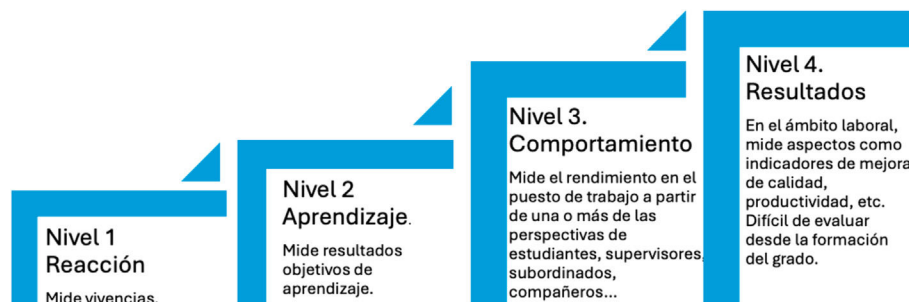 Nivel 1
Reacción
Mide vivencias.
Nivel 2
Aprendizaje.
Mide resultados
objetivos de
aprendizaje.
Nivel 3.
Comportamiento
Mide el rendimiento en el
puesto de trabajo a partir
de una o más de las
perspectivas de
estudiantes, supervisores,
subordinados,
compañeros...
Nivel 4.
Resultados
En el ámbito laboral,
mide aspectos como
indicadores de mejora
de calidad,
productividad, etc.
Difícil de evaluar
desde la formación
del grado.